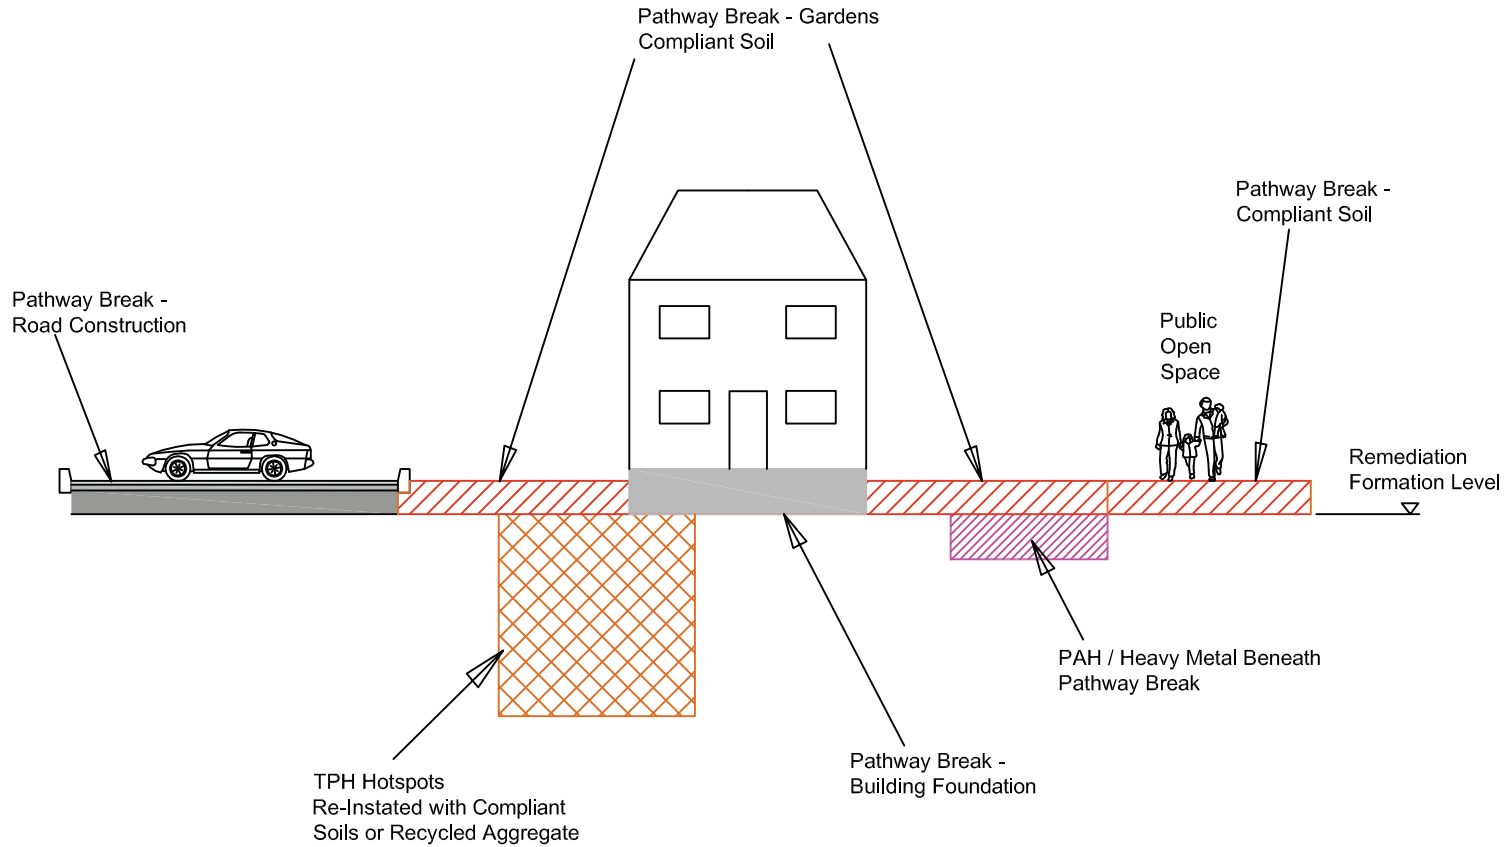 Pathway Break - Gardens
Compliant Soil
Pathway Break -
Compliant Soil
Pathway Break -
Road Construction
Public
Open
Space
Remediation
Formation Level
PAH / Heavy Metal Beneath
Pathway Break
Pathway Break -
Building Foundation
TPH Hotspots
Re-Instated with Compliant
Soils or Recycled Aggregate